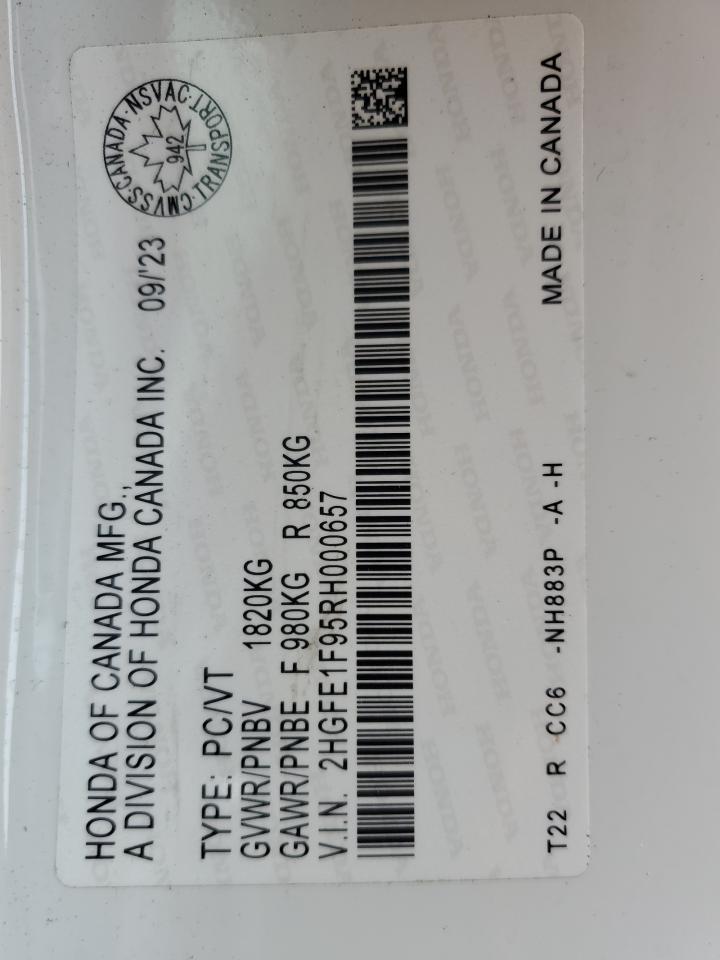 HONDA OF CANADA MFG.,
A DIVISION OF HONDA CANADA INC. 09/'23
CMVSS·CANADA·NSVAC·TRANSPORT·
942
TYPE: PC/VT
GVWR/PNBV 1820KG
GAWR/PNBE F 980KG R 850KG
V.I.N. 2HGFE1F95RH000657
T22 R CC6 -NH883P -A -H MADE IN CANADA